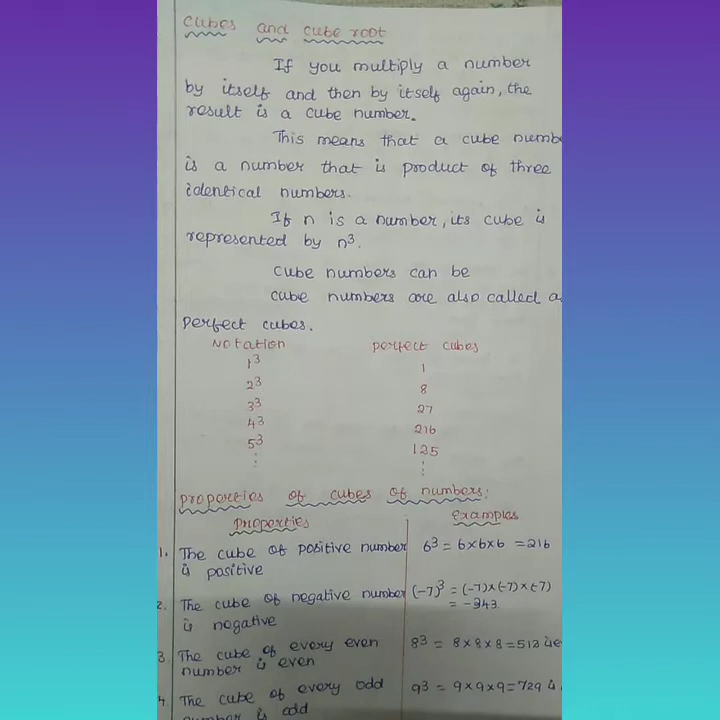 Cubes and cube root
If you multiply a number
by itself and then by itself again, the
result is a cube number.
This means that a cube numbe
is a number that is product of three
identical numbers.
If n is a number, its cube is
represented by n³.
Cube numbers can be
cube numbers are also called a
perfect cubes.
Notation perfect cubes
1³ 1
2³ 8
3³ 27
4³ 216
5³ 125
⋮ ⋮
properties of cubes of numbers:
properties Examples
1. The cube of positive number 6³ = 6×6×6 = 216
is positive
2. The cube of negative number (-7)³ = (-7)×(-7)×(-7)
is negative = -343.
3. The cube of every even 8³ = 8×8×8=512 is e
number is even
4. The cube of every odd 9³ = 9×9×9=729 is
number is odd